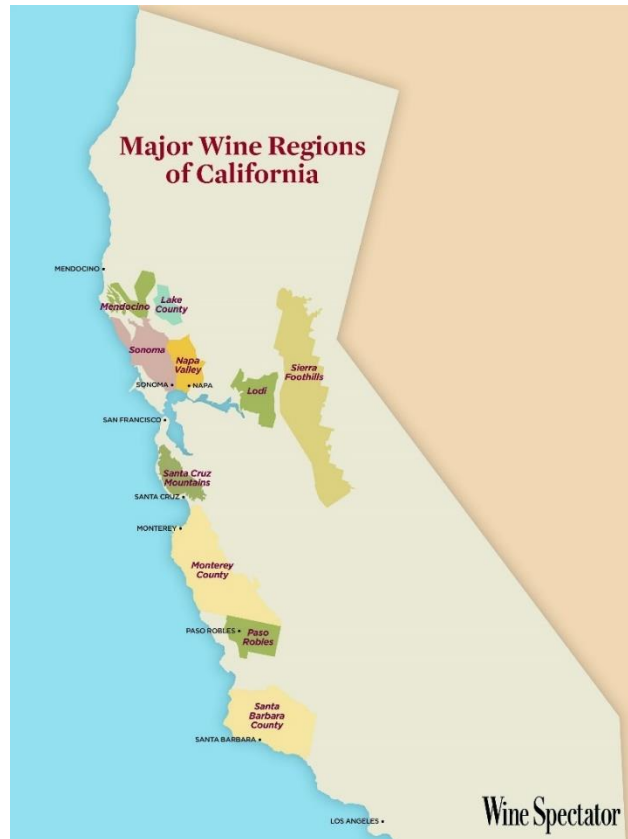 Major Wine Regions
of California
MENDOCINO
Mendocino
Lake
County
Sonoma
Napa
Valley
SONOMA
NAPA
Lodi
Sierra
Foothills
SAN FRANCISCO
Santa Cruz
Mountains
SANTA CRUZ
MONTEREY
Monterey
County
PASO ROBLES
Paso
Robles
Santa
Barbara
County
SANTA BARBARA
LOS ANGELES
Wine Spectator